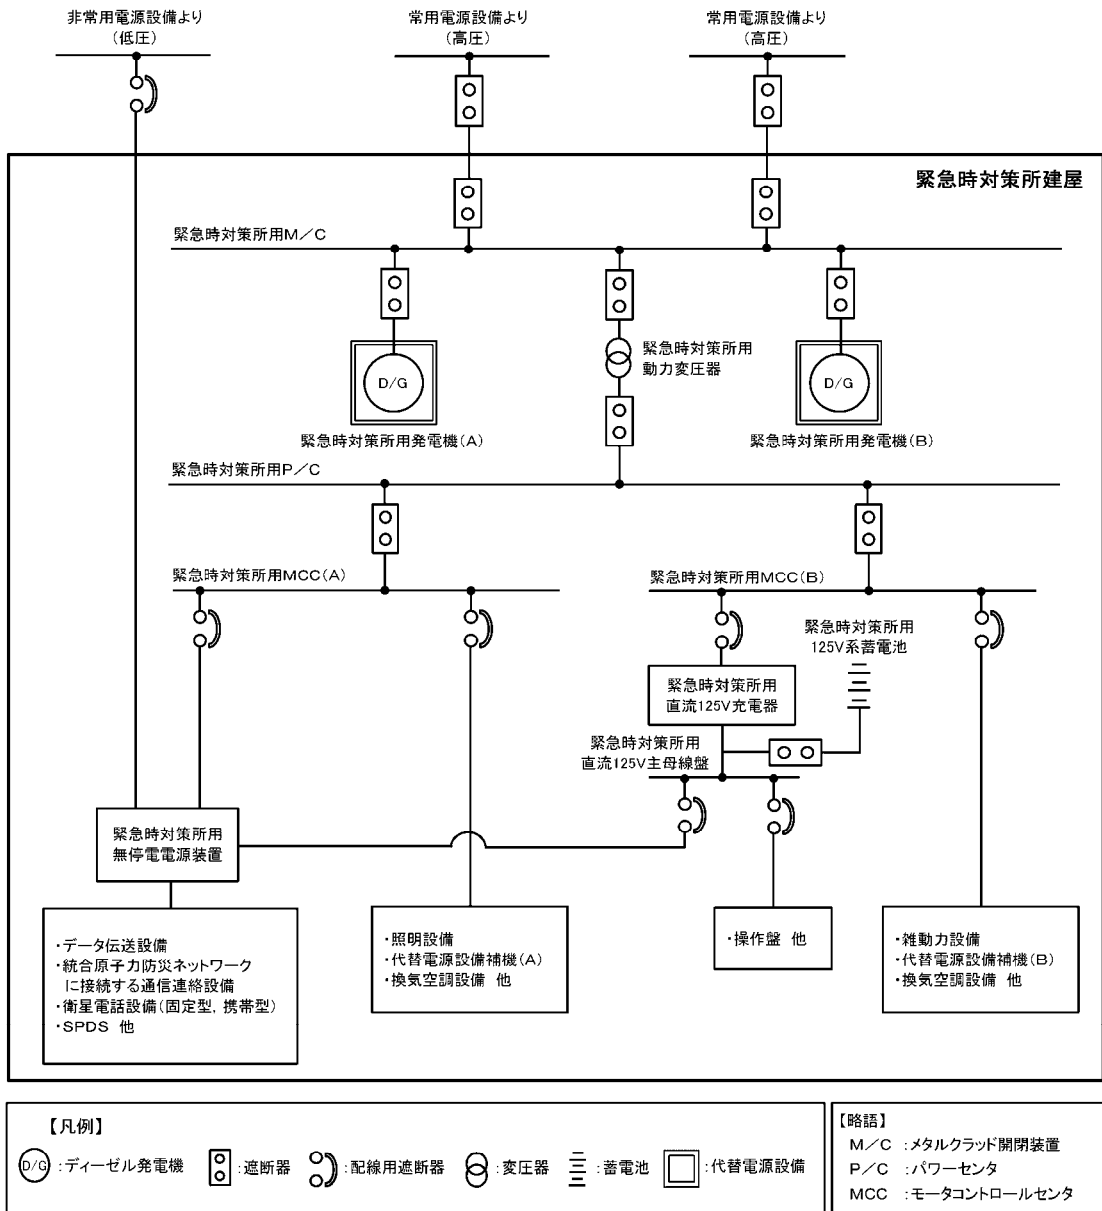 非常用電源設備より
(低圧)
常用電源設備より
(高圧)
常用電源設備より
(高圧)
緊急時対策所建屋
緊急時対策所用M/C
緊急時対策所用
動力変圧器
D/G
D/G
緊急時対策所用発電機(A)
緊急時対策所用発電機(B)
緊急時対策所用P/C
緊急時対策所用MCC(A)
緊急時対策所用MCC(B)
緊急時対策所用
125V系蓄電池
緊急時対策所用
直流125V充電器
緊急時対策所用
直流125V主母線盤
緊急時対策所用
無停電電源装置
・データ伝送設備
・統合原子力防災ネットワーク
に接続する通信連絡設備
・衛星電話設備(固定型,携帯型)
・SPDS 他
・照明設備
・代替電源設備補機(A)
・換気空調設備 他
・操作盤 他
・雑動力設備
・代替電源設備補機(B)
・換気空調設備 他
【凡例】
D/G :ディーゼル発電機 :遮断器 :配線用遮断器 :変圧器 :蓄電池 :代替電源設備
【略語】
M/C :メタルクラッド開閉装置
P/C :パワーセンタ
MCC :モータコントロールセンタ